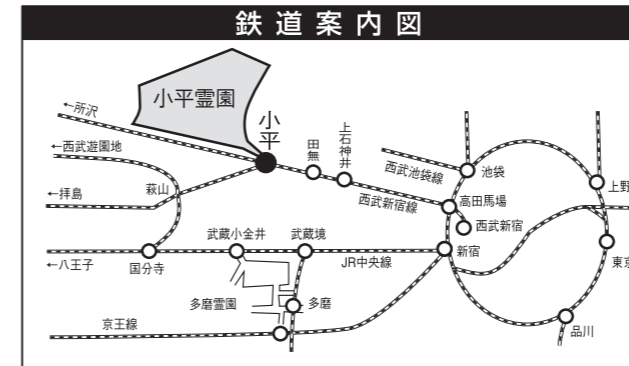 鉄道案内図
小平霊園
←所沢
小平
田無
上石神井
←西武遊園地
西武池袋線
池袋
上野
←拝島
萩山
西武新宿線
高田馬場
西武新宿
武蔵小金井
武蔵境
新宿
←八王子
国分寺
JR中央線
東京
多磨霊園
多磨
京王線
品川